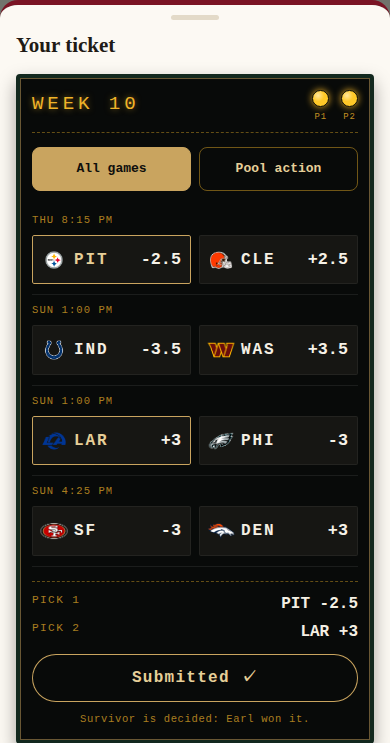 Your ticket
WEEK 10
P1 P2
All games Pool action
THU 8:15 PM
PIT -2.5 CLE +2.5
SUN 1:00 PM
IND -3.5 WAS +3.5
SUN 1:00 PM
LAR +3 PHI -3
SUN 4:25 PM
SF -3 DEN +3
PICK 1 PIT -2.5
PICK 2 LAR +3
Submitted ✓
Survivor is decided: Earl won it.